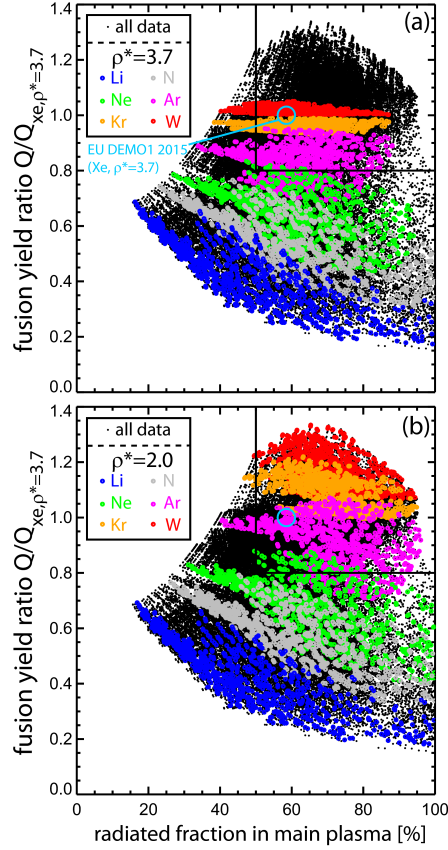 1.4
(a)
· all data
ρ*=3.7
Li N
Ne Ar
Kr W
1.2
1.0
EU DEMO1 2015
(Xe, ρ*=3.7)
0.8
0.6
0.4
0.2
0.0
fusion yield ratio Q/Qxe,ρ*=3.7
1.4
(b)
· all data
ρ*=2.0
Li N
Ne Ar
Kr W
1.2
1.0
0.8
0.6
0.4
0.2
0.0
fusion yield ratio Q/Qxe,ρ*=3.7
0 20 40 60 80 100
radiated fraction in main plasma [%]